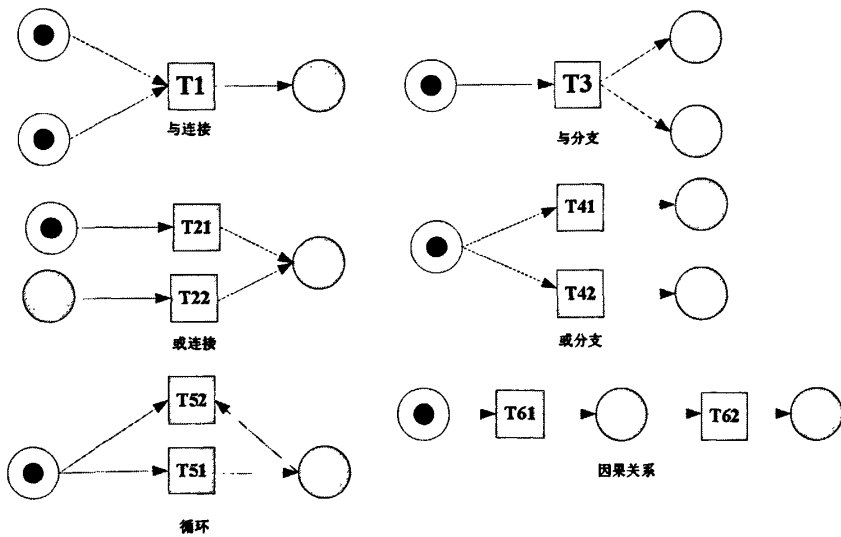 T1
与连接
T3
与分支
T21
T22
或连接
T41
T42
或分支
T52
T51
循环
T61
T62
因果关系